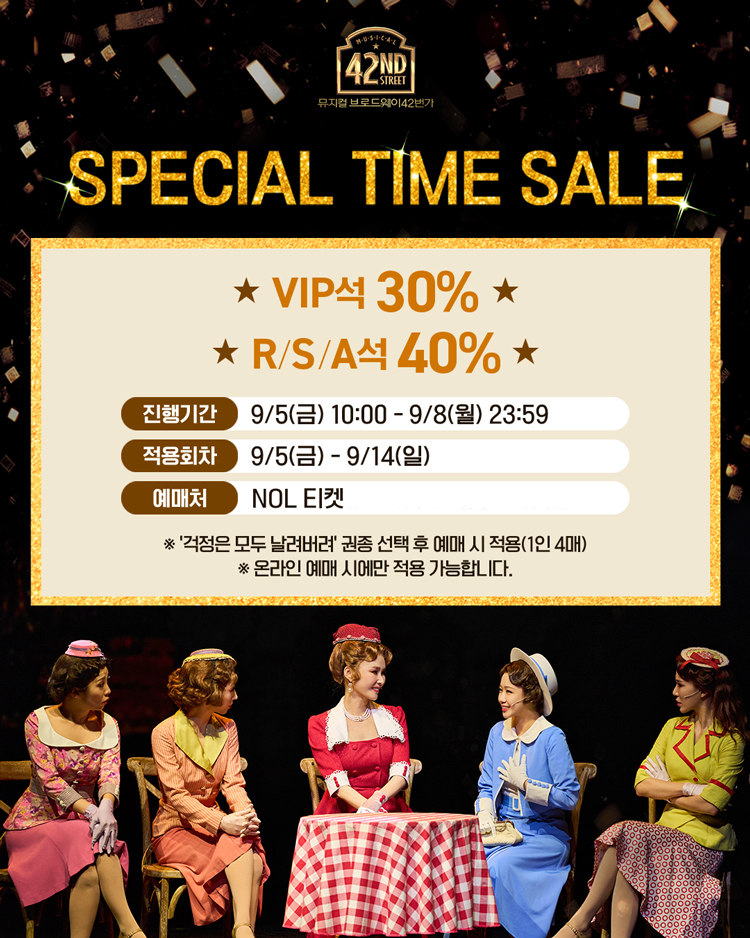 M·U·S·I·C·A·L
42ND
STREET
뮤지컬 브로드웨이42번가
SPECIAL TIME SALE
★ VIP석 30% ★
★ R/S/A석 40% ★
진행기간 9/5(금) 10:00 - 9/8(월) 23:59
적용회차 9/5(금) - 9/14(일)
예매처 NOL 티켓
※ '걱정은 모두 날려버려' 권종 선택 후 예매 시 적용(1인 4매)
※ 온라인 예매 시에만 적용 가능합니다.